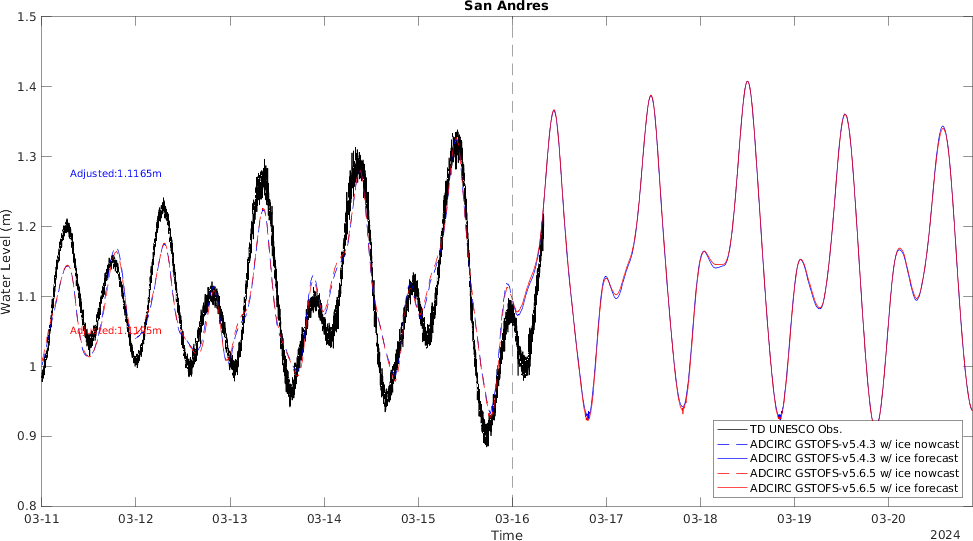 San Andres
1.5
1.4
1.3
1.2
1.1
1
0.9
0.8
Water Level (m)
Adjusted:1.1165m
Adjusted:1.1165m
TD UNESCO Obs.
ADCIRC GSTOFS-v5.4.3 w/ ice nowcast
ADCIRC GSTOFS-v5.4.3 w/ ice forecast
ADCIRC GSTOFS-v5.6.5 w/ ice nowcast
ADCIRC GSTOFS-v5.6.5 w/ ice forecast
03-11 03-12 03-13 03-14 03-15 03-16 03-17 03-18 03-19 03-20
Time
2024